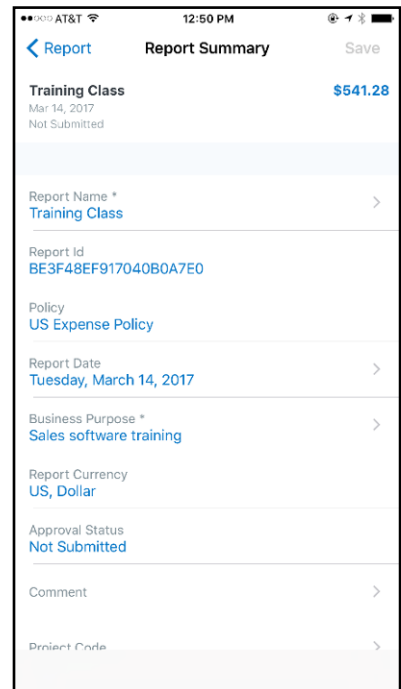 AT&T 12:50 PM
Report Report Summary Save
Training Class $541.28
Mar 14, 2017
Not Submitted
Report Name *
Training Class
Report Id
BE3F48EF917040B0A7E0
Policy
US Expense Policy
Report Date
Tuesday, March 14, 2017
Business Purpose *
Sales software training
Report Currency
US, Dollar
Approval Status
Not Submitted
Comment
Project Code